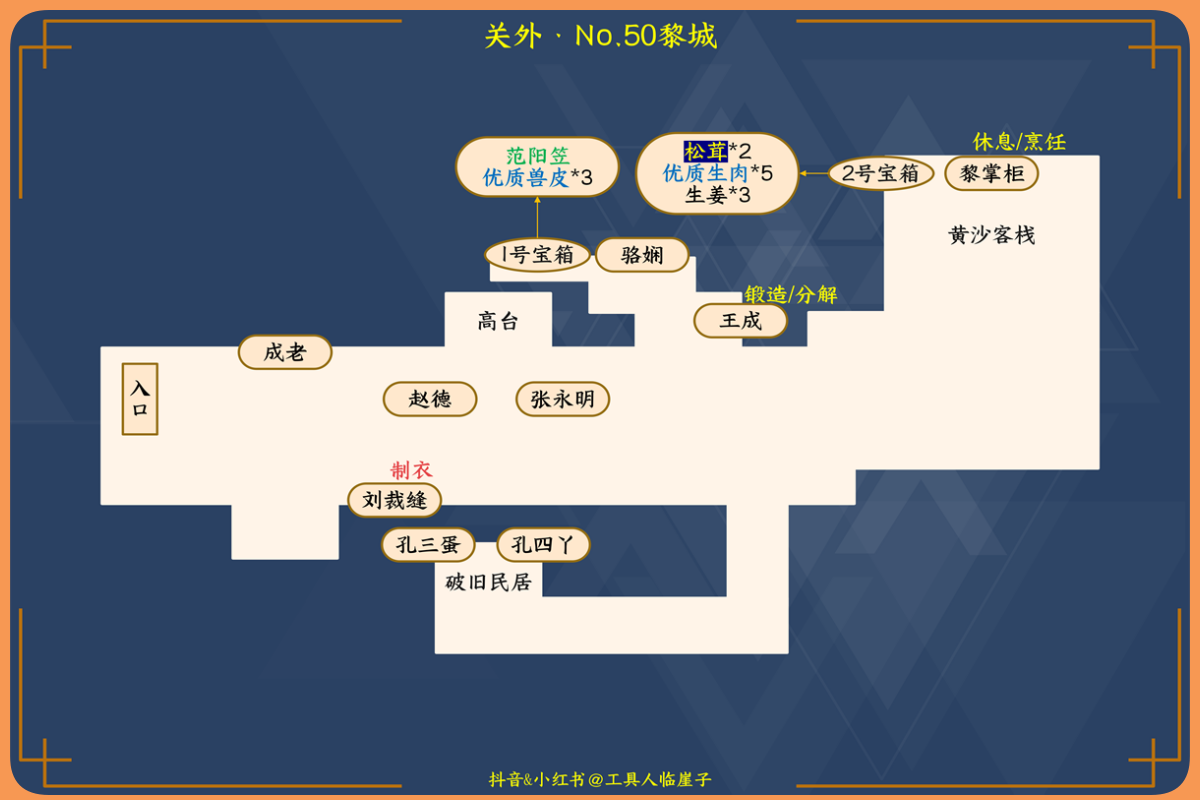 关外·No.50黎城
休息/烹饪
范阳笠
优质兽皮*3
松茸*2
优质生肉*5
生姜*3
2号宝箱
黎掌柜
黄沙客栈
1号宝箱
骆娴
锻造/分解
王成
高台
成老
入口
赵德
张永明
制衣
刘裁缝
孔三蛋
孔四丫
破旧民居
抖音&小红书@工具人临崖子